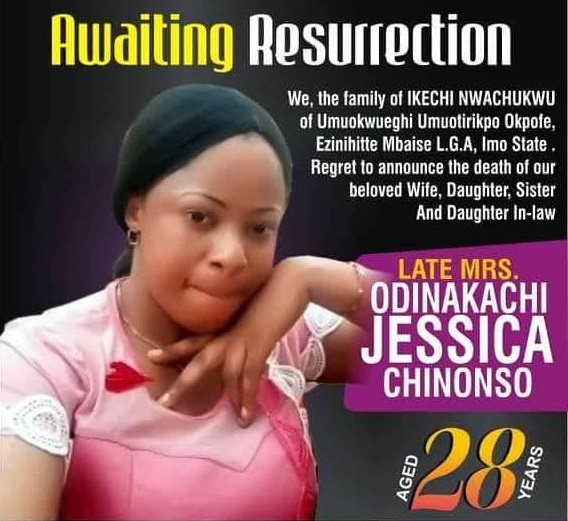 Awaiting Resurrection
We, the family of IKECHI NWACHUKWU
of Umuokwueghi Umuotirikpo Okpofe,
Ezinihitte Mbaise L.G.A, Imo State .
Regret to announce the death of our
beloved Wife, Daughter, Sister
And Daughter In-law
LATE MRS.
ODINAKACHI
JESSICA
CHINONSO
AGED 28 YEARS